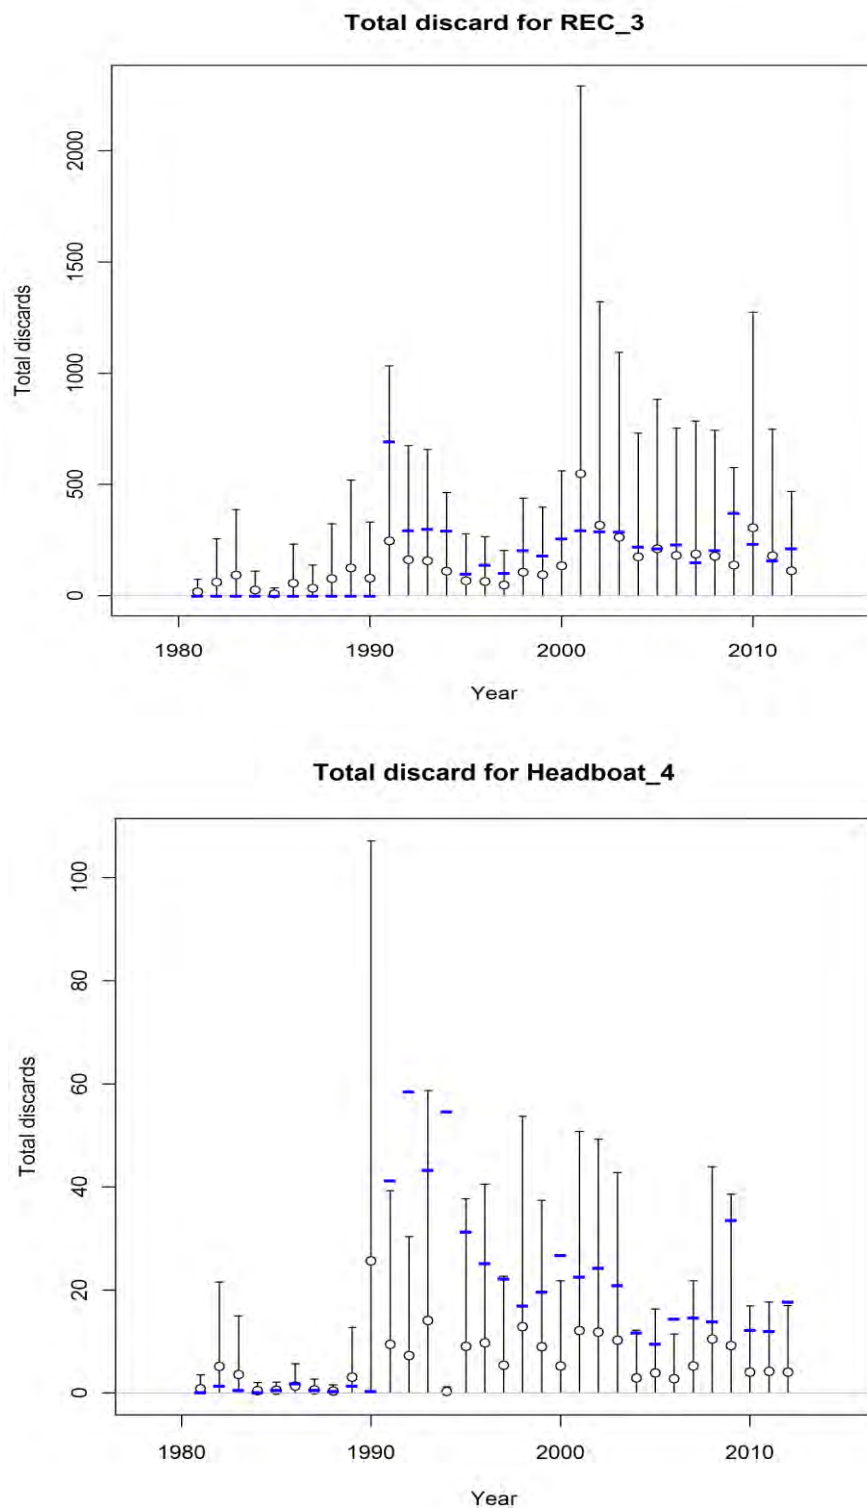 Total discard for REC_3
2000
1500
1000
500
0
Total discards
1980 1990 2000 2010
Year
Total discard for Headboat_4
100
80
60
40
20
0
Total discards
1980 1990 2000 2010
Year